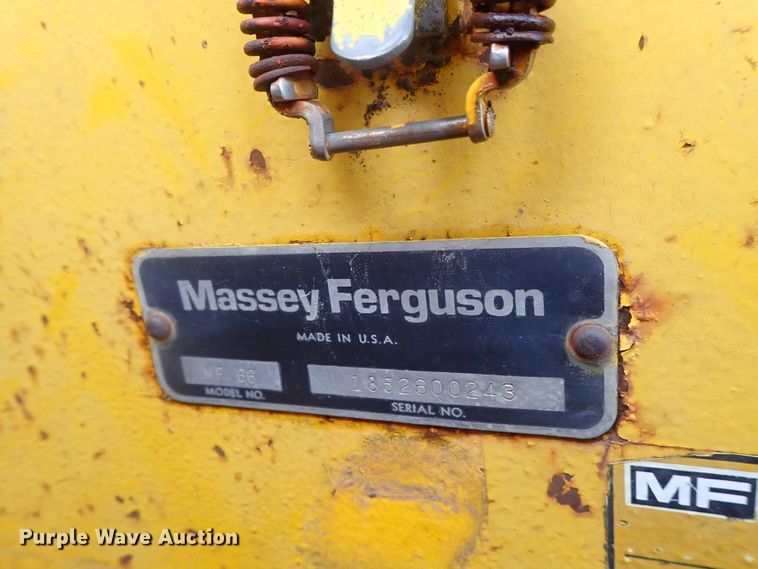 Massey Ferguson
MADE IN U.S.A.
MF 66
1852600243
MODEL NO.
SERIAL NO.
MF
Purple Wave Auction